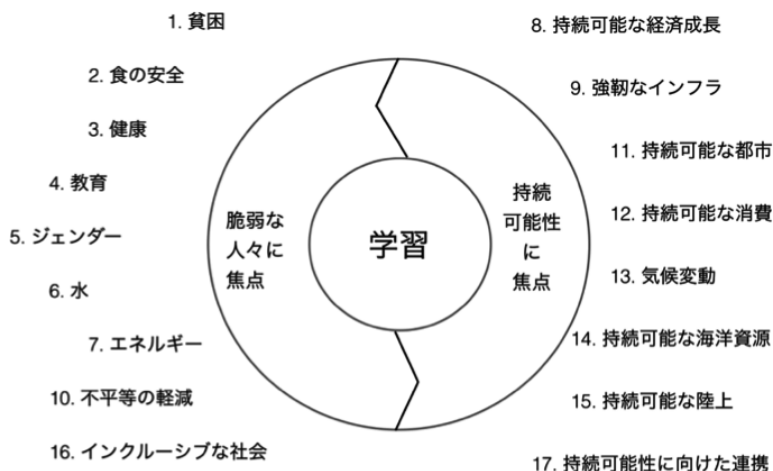 1. 貧困
2. 食の安全
3. 健康
4. 教育
5. ジェンダー
6. 水
7. エネルギー
10. 不平等の軽減
16. インクルーシブな社会
脆弱な
人々に
焦点
学習
持続
可能性
に
焦点
8. 持続可能な経済成長
9. 強靭なインフラ
11. 持続可能な都市
12. 持続可能な消費
13. 気候変動
14. 持続可能な海洋資源
15. 持続可能な陸上
17. 持続可能性に向けた連携